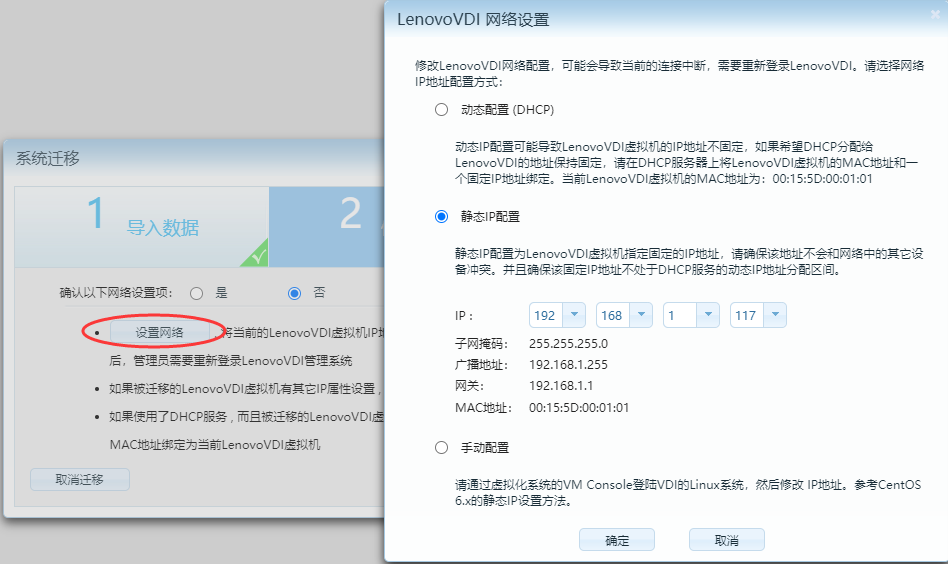 LenovoVDI 网络设置
修改LenovoVDI网络配置，可能会导致当前的连接中断，需要重新登录LenovoVDI。请选择网络
IP地址配置方式：
动态配置 (DHCP)
动态IP配置可能导致LenovoVDI虚拟机的IP地址不固定，如果希望DHCP分配给
LenovoVDI的地址保持固定，请在DHCP服务器上将LenovoVDI虚拟机的MAC地址和一
个固定IP地址绑定。当前LenovoVDI虚拟机的MAC地址为：00:15:5D:00:01:01
静态IP配置
静态IP配置为LenovoVDI虚拟机指定固定的IP地址，请确保该地址不会和网络中的其它设
备冲突。并且确保该固定IP地址不处于DHCP服务的动态IP地址分配区间。
IP： 192 168 1 117
子网掩码： 255.255.255.0
广播地址： 192.168.1.255
网关： 192.168.1.1
MAC地址： 00:15:5D:00:01:01
手动配置
请通过虚拟化系统的VM Console登陆VDI的Linux系统，然后修改 IP地址。参考CentOS
6.x的静态IP设置方法。
确定 取消
系统迁移
1 导入数据 2
确认以下网络设置项： 是 否
设置网络 将当前的LenovoVDI虚拟机IP地
后，管理员需要重新登录LenovoVDI管理系统
如果被迁移的LenovoVDI虚拟机有其它IP属性设置，
如果使用了DHCP服务，而且被迁移的LenovoVDI虚
MAC地址绑定为当前LenovoVDI虚拟机
取消迁移